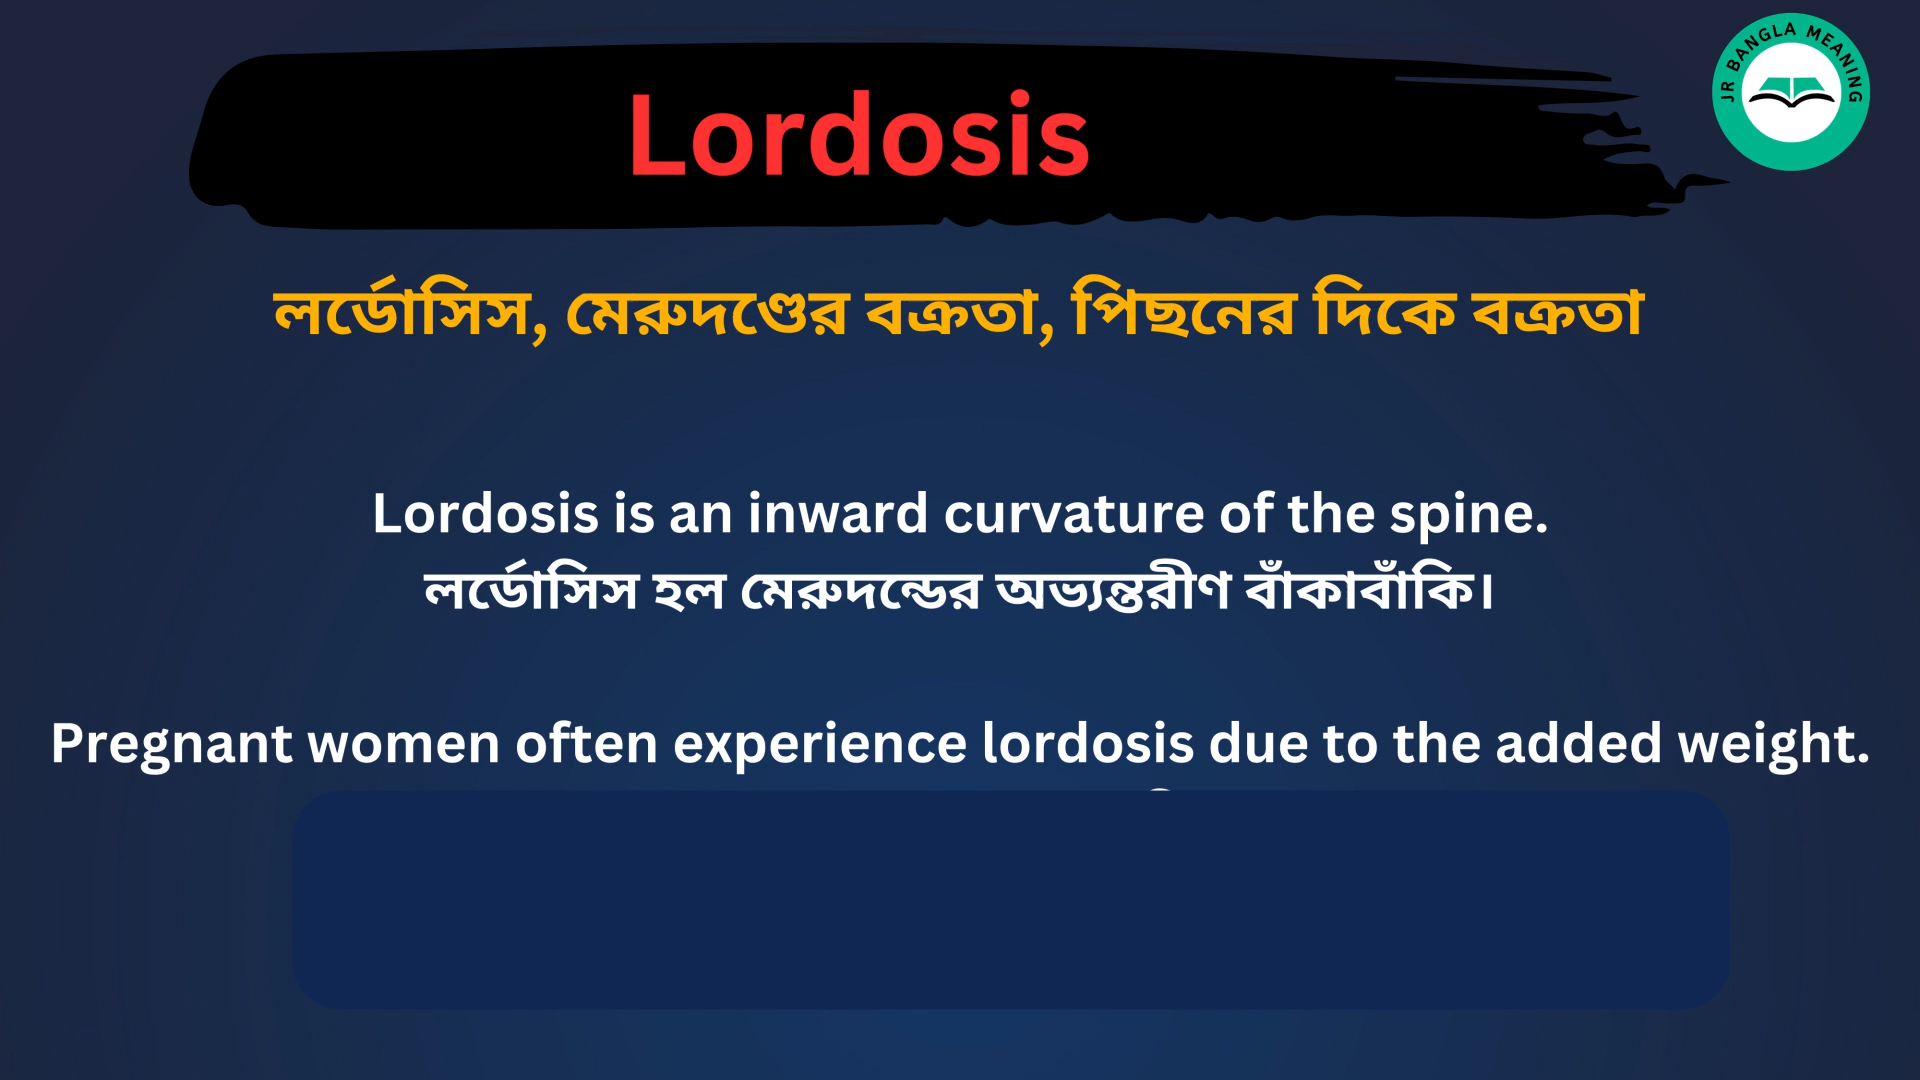 JR BANGLA MEANING
Lordosis
লর্ডোসিস, মেরুদণ্ডের বক্রতা, পিছনের দিকে বক্রতা
Lordosis is an inward curvature of the spine.
লর্ডোসিস হল মেরুদন্ডের অভ্যন্তরীণ বাঁকাবাঁকি।
Pregnant women often experience lordosis due to the added weight.